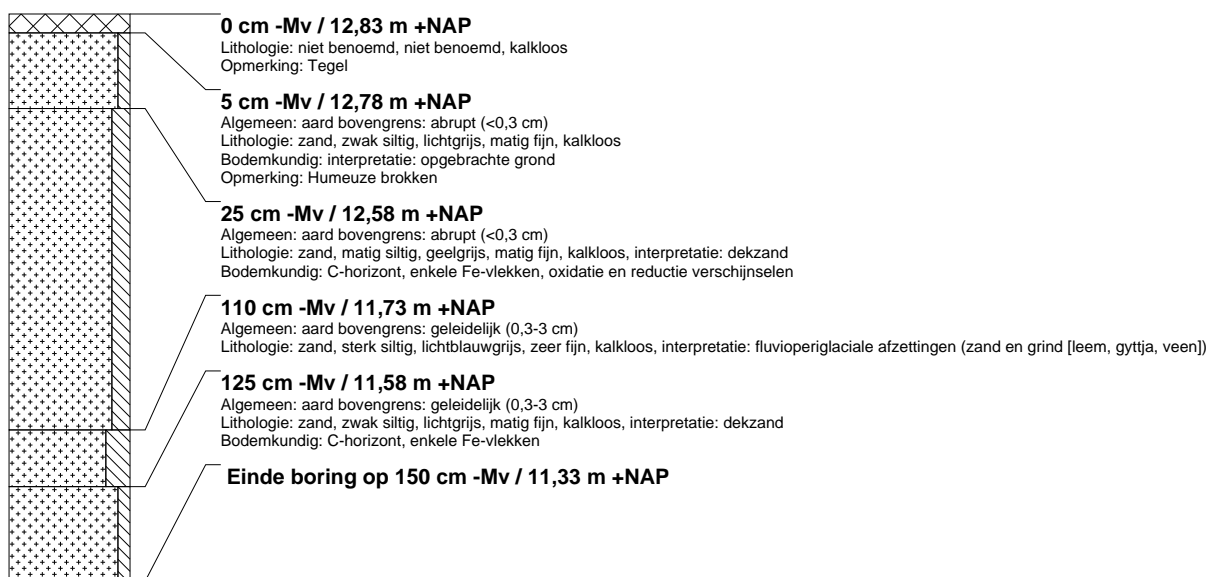 0 cm -Mv / 12,83 m +NAP
Lithologie: niet benoemd, niet benoemd, kalkloos
Opmerking: Tegel
5 cm -Mv / 12,78 m +NAP
Algemeen: aard bovengrens: abrupt (<0,3 cm)
Lithologie: zand, zwak siltig, lichtgrijs, matig fijn, kalkloos
Bodemkundig: interpretatie: opgebrachte grond
Opmerking: Humeuze brokken
25 cm -Mv / 12,58 m +NAP
Algemeen: aard bovengrens: abrupt (<0,3 cm)
Lithologie: zand, matig siltig, geelgrijs, matig fijn, kalkloos, interpretatie: dekzand
Bodemkundig: C-horizont, enkele Fe-vlekken, oxidatie en reductie verschijnselen
110 cm -Mv / 11,73 m +NAP
Algemeen: aard bovengrens: geleidelijk (0,3-3 cm)
Lithologie: zand, sterk siltig, lichtblauwgrijs, zeer fijn, kalkloos, interpretatie: fluvioperiglaciale afzettingen (zand en grind [leem, gyttja, veen])
125 cm -Mv / 11,58 m +NAP
Algemeen: aard bovengrens: geleidelijk (0,3-3 cm)
Lithologie: zand, zwak siltig, lichtgrijs, matig fijn, kalkloos, interpretatie: dekzand
Bodemkundig: C-horizont, enkele Fe-vlekken
Einde boring op 150 cm -Mv / 11,33 m +NAP